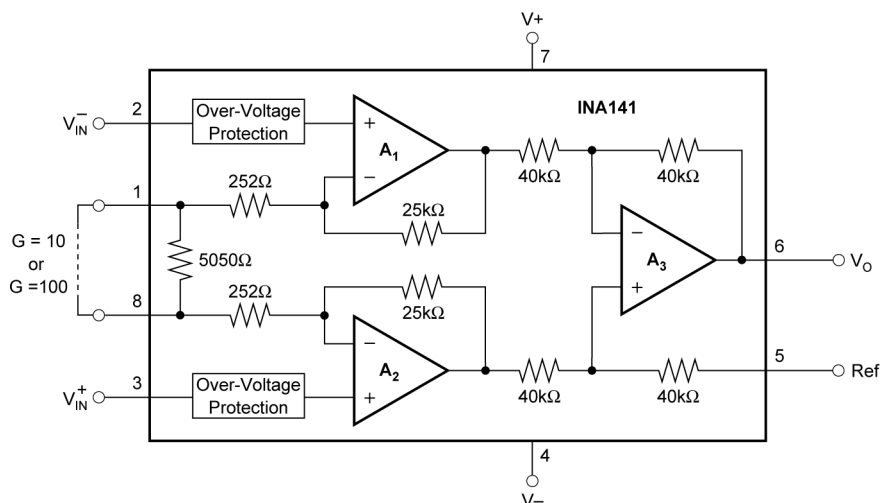 V+
7
INA141
2
V−IN
Over-Voltage
Protection
+
A1
−
40kΩ
40kΩ
1
252Ω
25kΩ
G = 10
or
G =100
5050Ω
−
A3
+
6
VO
8
252Ω
25kΩ
−
A2
+
40kΩ
40kΩ
5
Ref
3
V+IN
Over-Voltage
Protection
4
V−